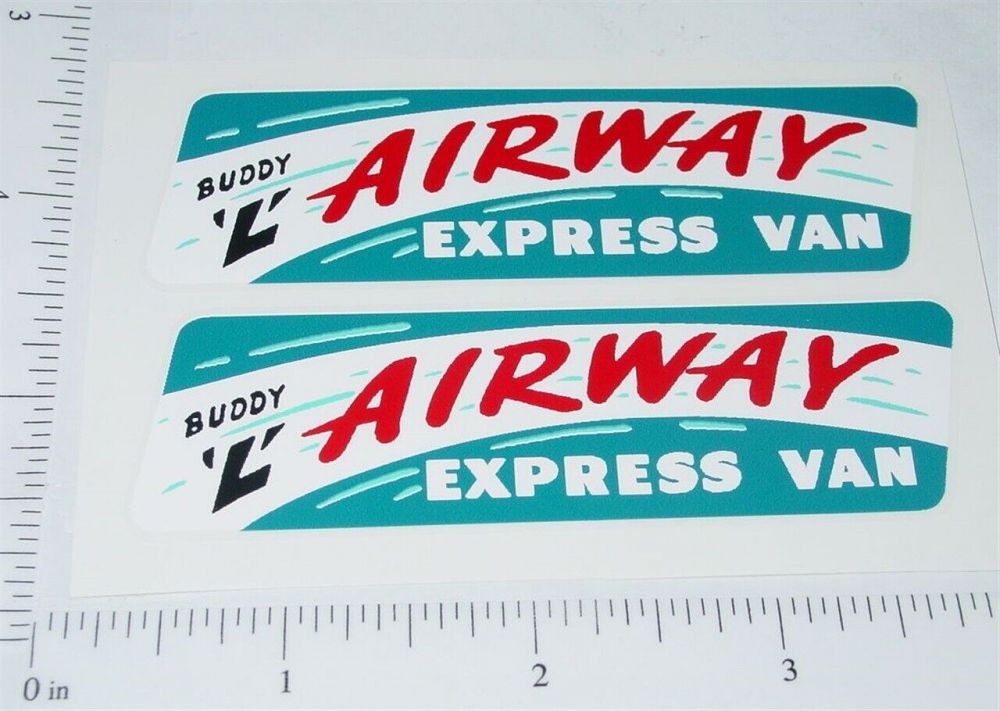 BUDDY
'L'
AIRWAY
EXPRESS VAN
BUDDY
'L'
AIRWAY
EXPRESS VAN
3
0 in
1
2
3